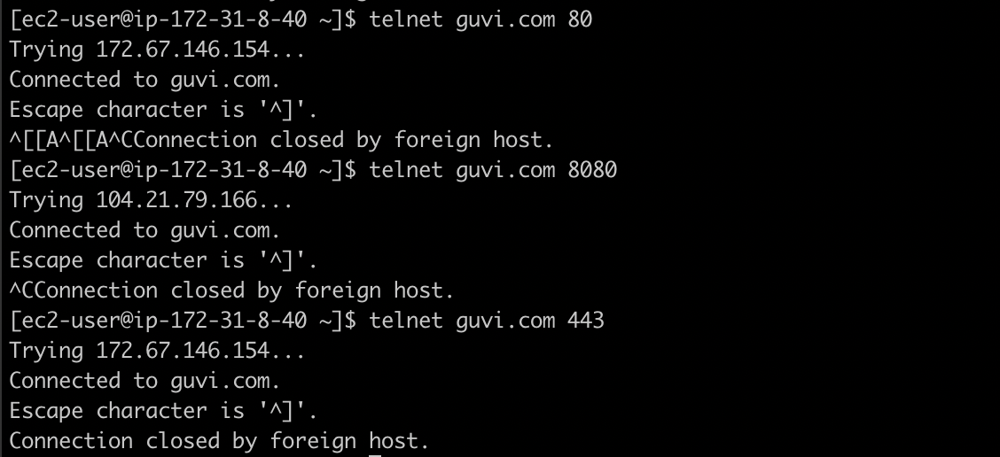 [ec2-user@ip-172-31-8-40 ~]$ telnet guvi.com 80
Trying 172.67.146.154...
Connected to guvi.com.
Escape character is '^]'.
^[[A^[[A^CConnection closed by foreign host.
[ec2-user@ip-172-31-8-40 ~]$ telnet guvi.com 8080
Trying 104.21.79.166...
Connected to guvi.com.
Escape character is '^]'.
^CConnection closed by foreign host.
[ec2-user@ip-172-31-8-40 ~]$ telnet guvi.com 443
Trying 172.67.146.154...
Connected to guvi.com.
Escape character is '^]'.
Connection closed by foreign host.